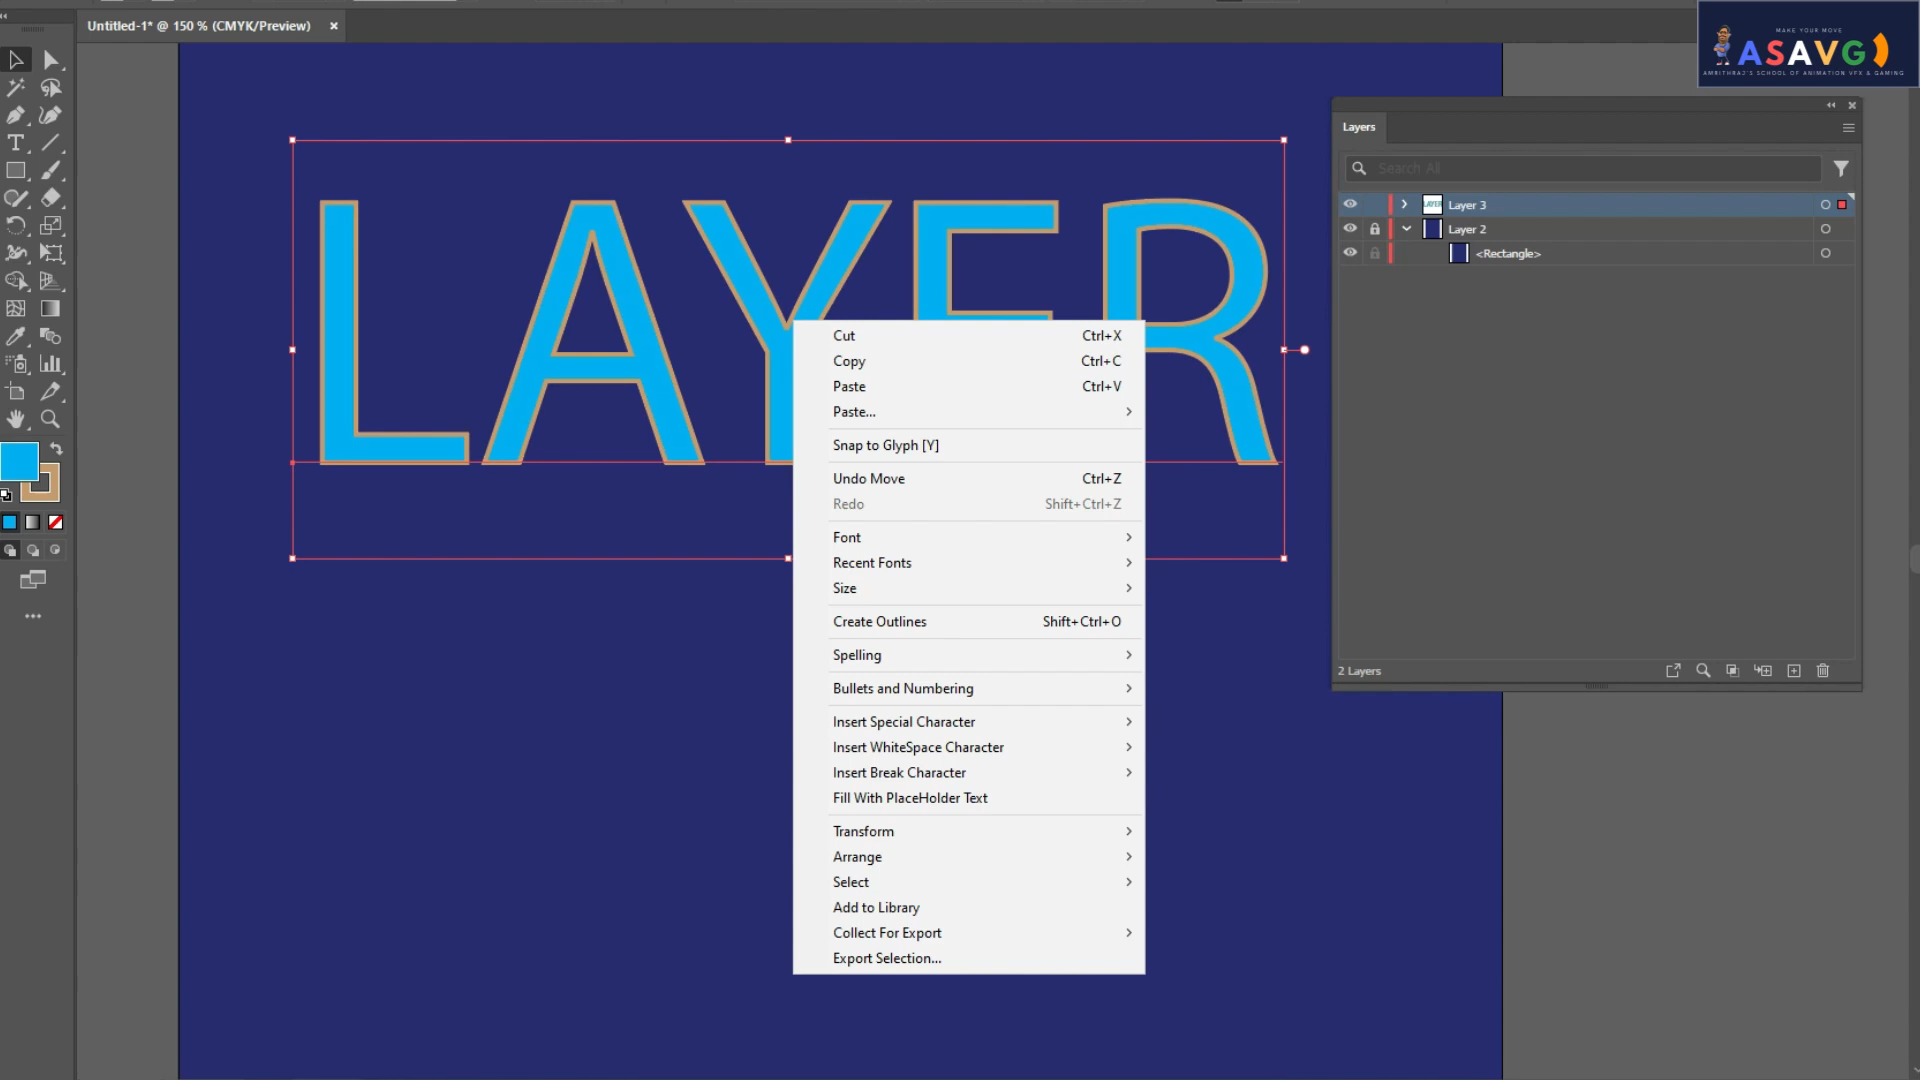 Untitled-1* @ 150 % (CMYK/Preview) ×
MAKE YOUR MOVE
ASAVG
AMRITHRAJ'S SCHOOL OF ANIMATION VFX & GAMING
LAYER
Layers
Search All
LAYER Layer 3
Layer 2
<Rectangle>
2 Layers
Cut Ctrl+X
Copy Ctrl+C
Paste Ctrl+V
Paste...
Snap to Glyph [Y]
Undo Move Ctrl+Z
Redo Shift+Ctrl+Z
Font
Recent Fonts
Size
Create Outlines Shift+Ctrl+O
Spelling
Bullets and Numbering
Insert Special Character
Insert WhiteSpace Character
Insert Break Character
Fill With PlaceHolder Text
Transform
Arrange
Select
Add to Library
Collect For Export
Export Selection...